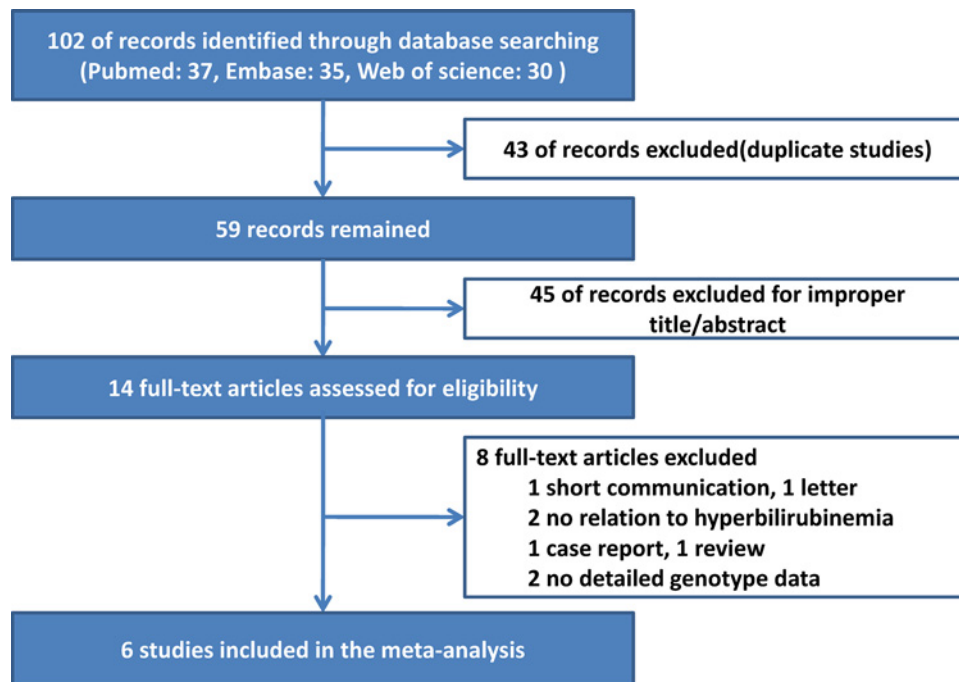 102 of records identified through database searching
(Pubmed: 37, Embase: 35, Web of science: 30 )
43 of records excluded(duplicate studies)
59 records remained
45 of records excluded for improper
title/abstract
14 full-text articles assessed for eligibility
8 full-text articles excluded
1 short communication, 1 letter
2 no relation to hyperbilirubinemia
1 case report, 1 review
2 no detailed genotype data
6 studies included in the meta-analysis